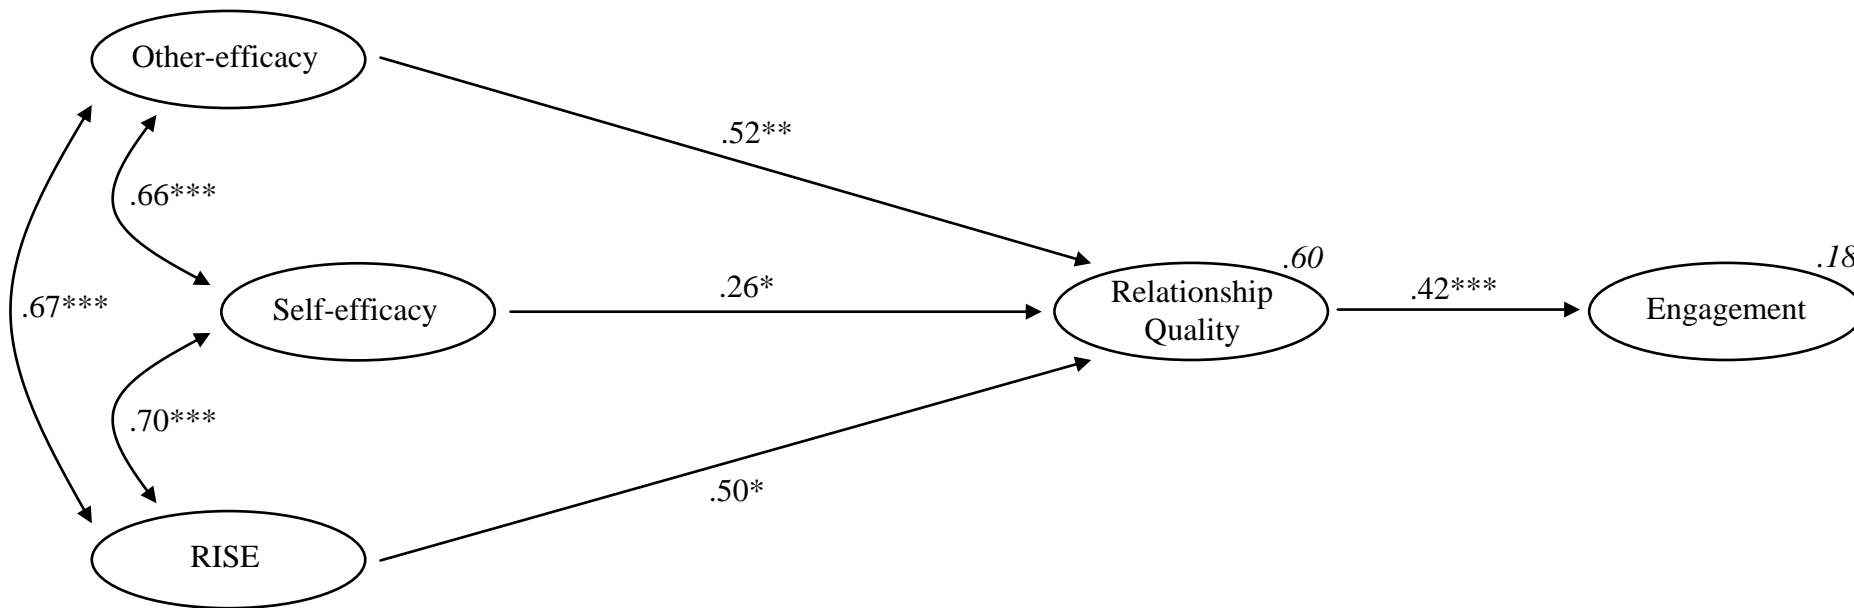 Other-efficacy
.52**
.66***
.60
.18
Self-efficacy
.26*
Relationship
Quality
.42***
Engagement
.67***
.70***
.50*
RISE